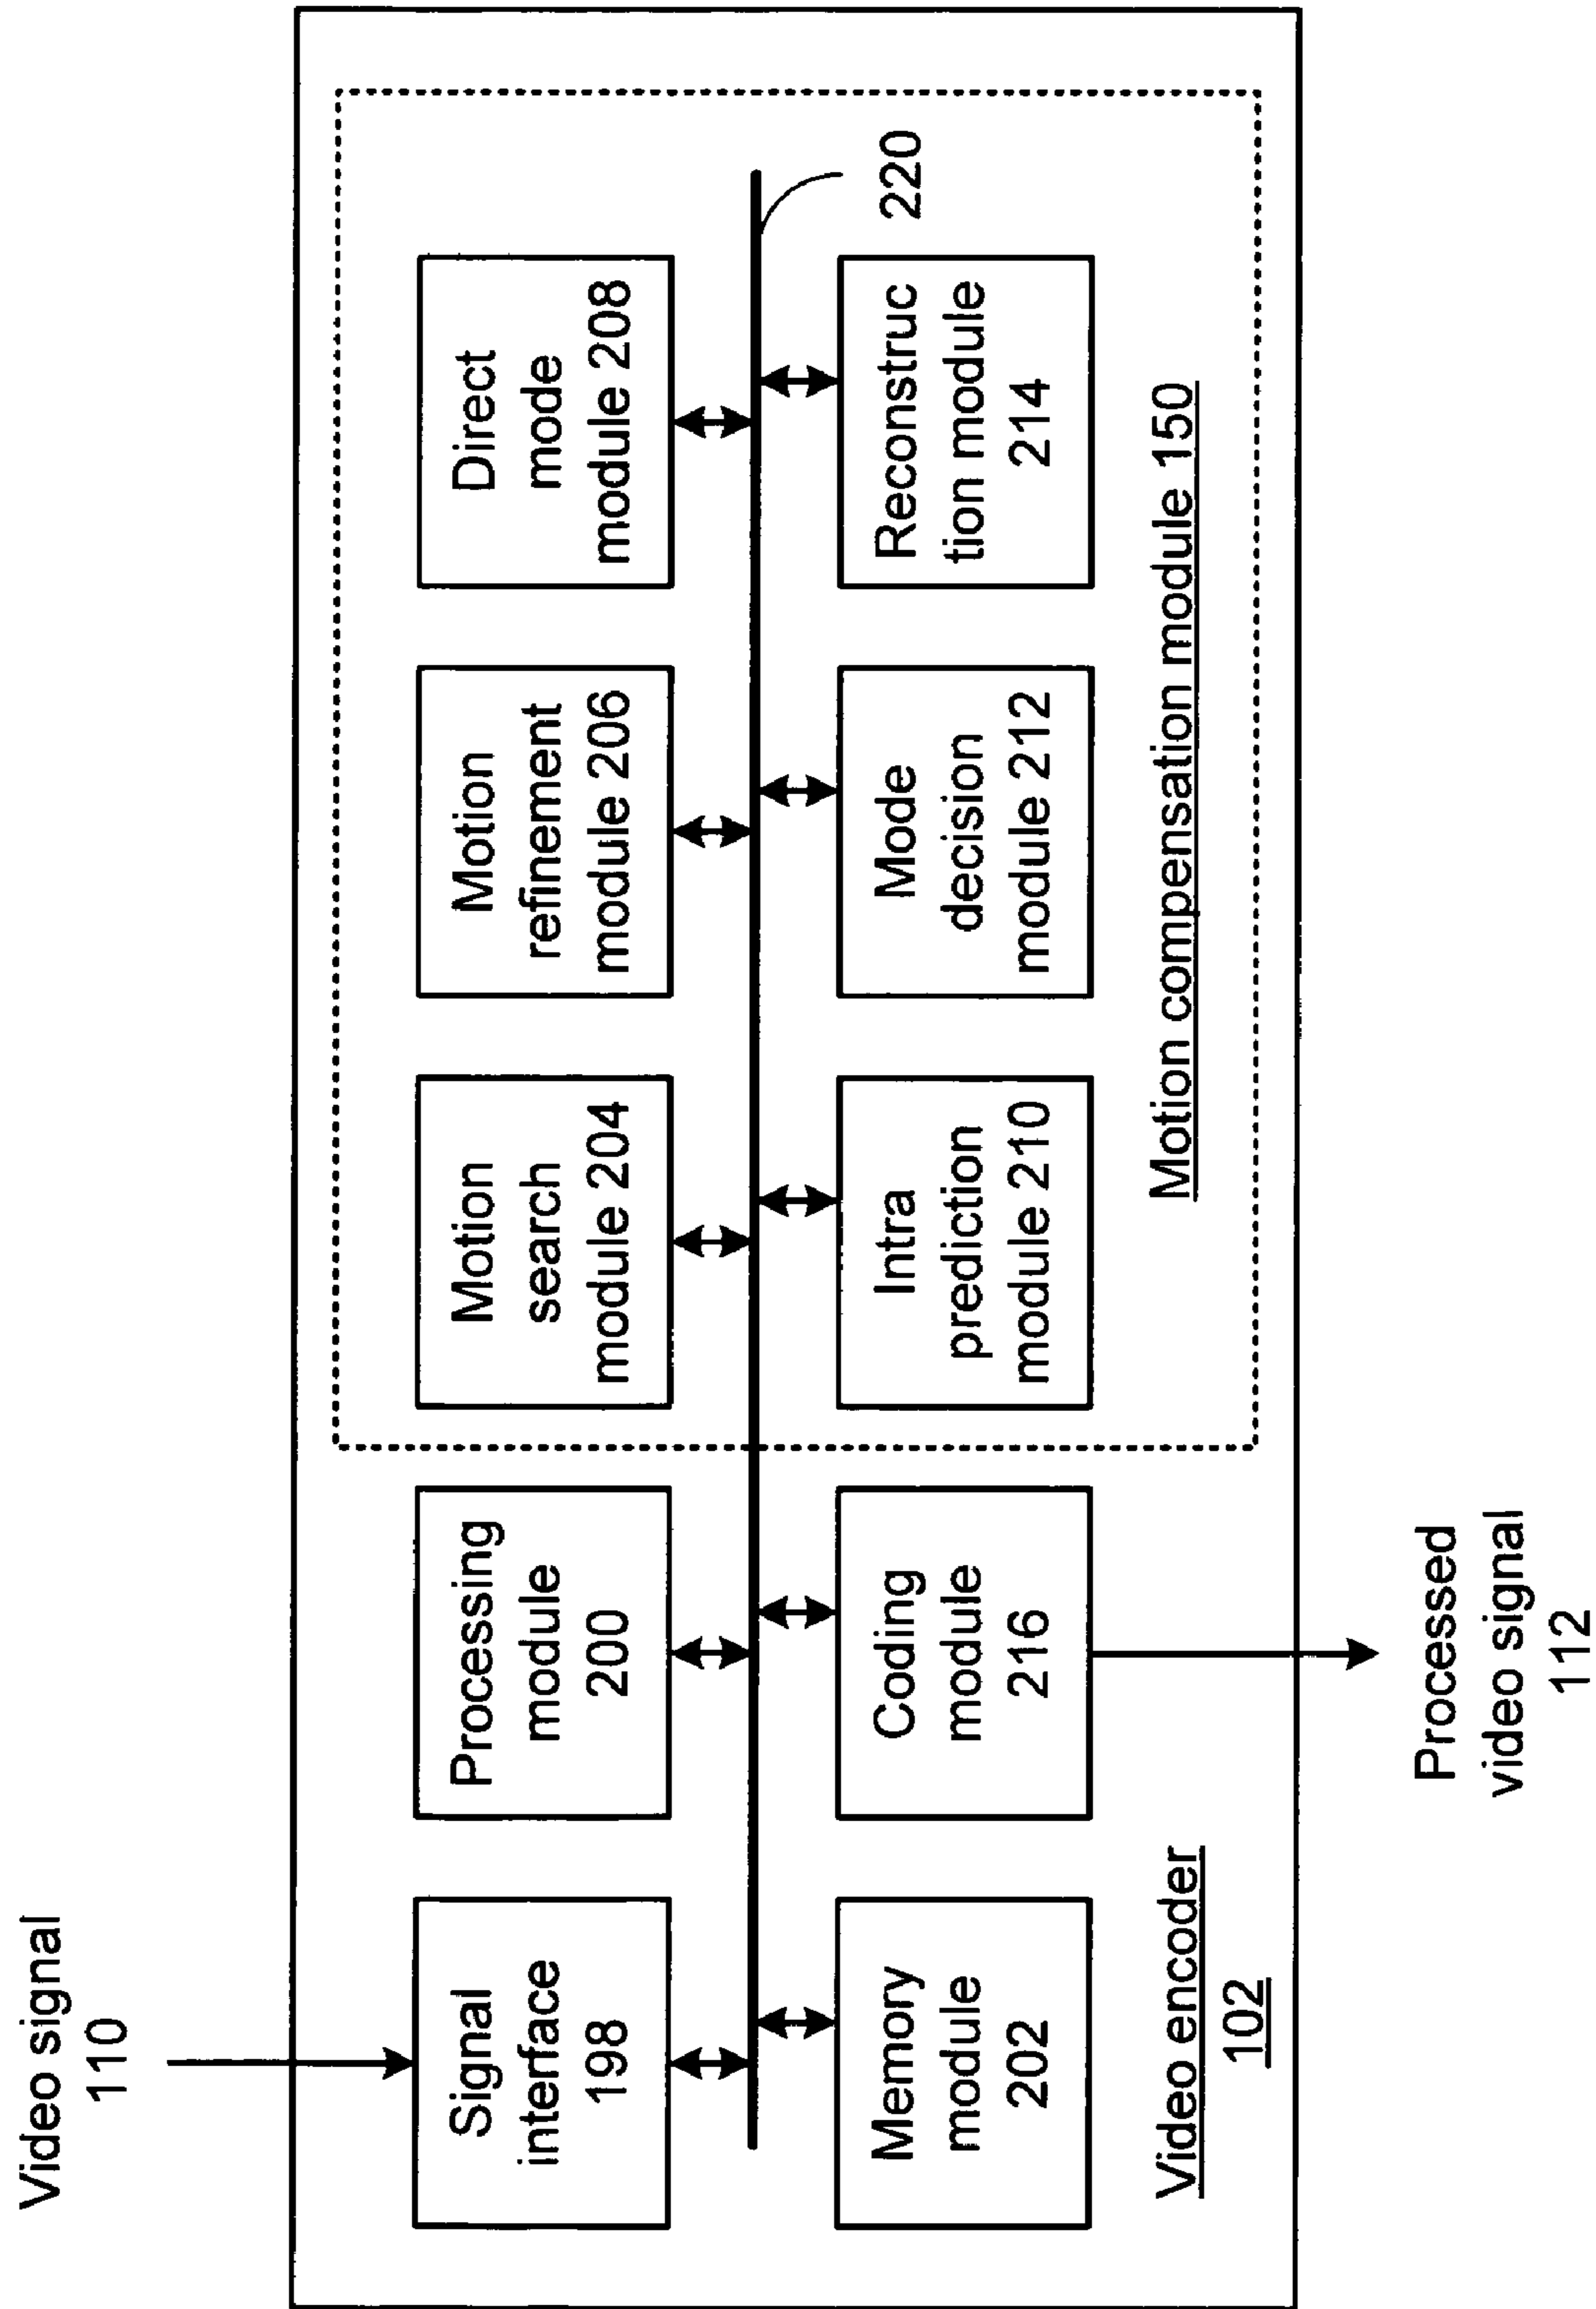 Video signal
110
Signal
interface
198
Processing
module
200
Motion
search
module 204
Motion
refinement
module 206
Direct
mode
module 208
220
Memory
module
202
Coding
module
216
Intra
prediction
module 210
Mode
decision
module 212
Reconstruc
tion module
214
Video encoder
102
Motion compensation module 150
Processed
video signal
112